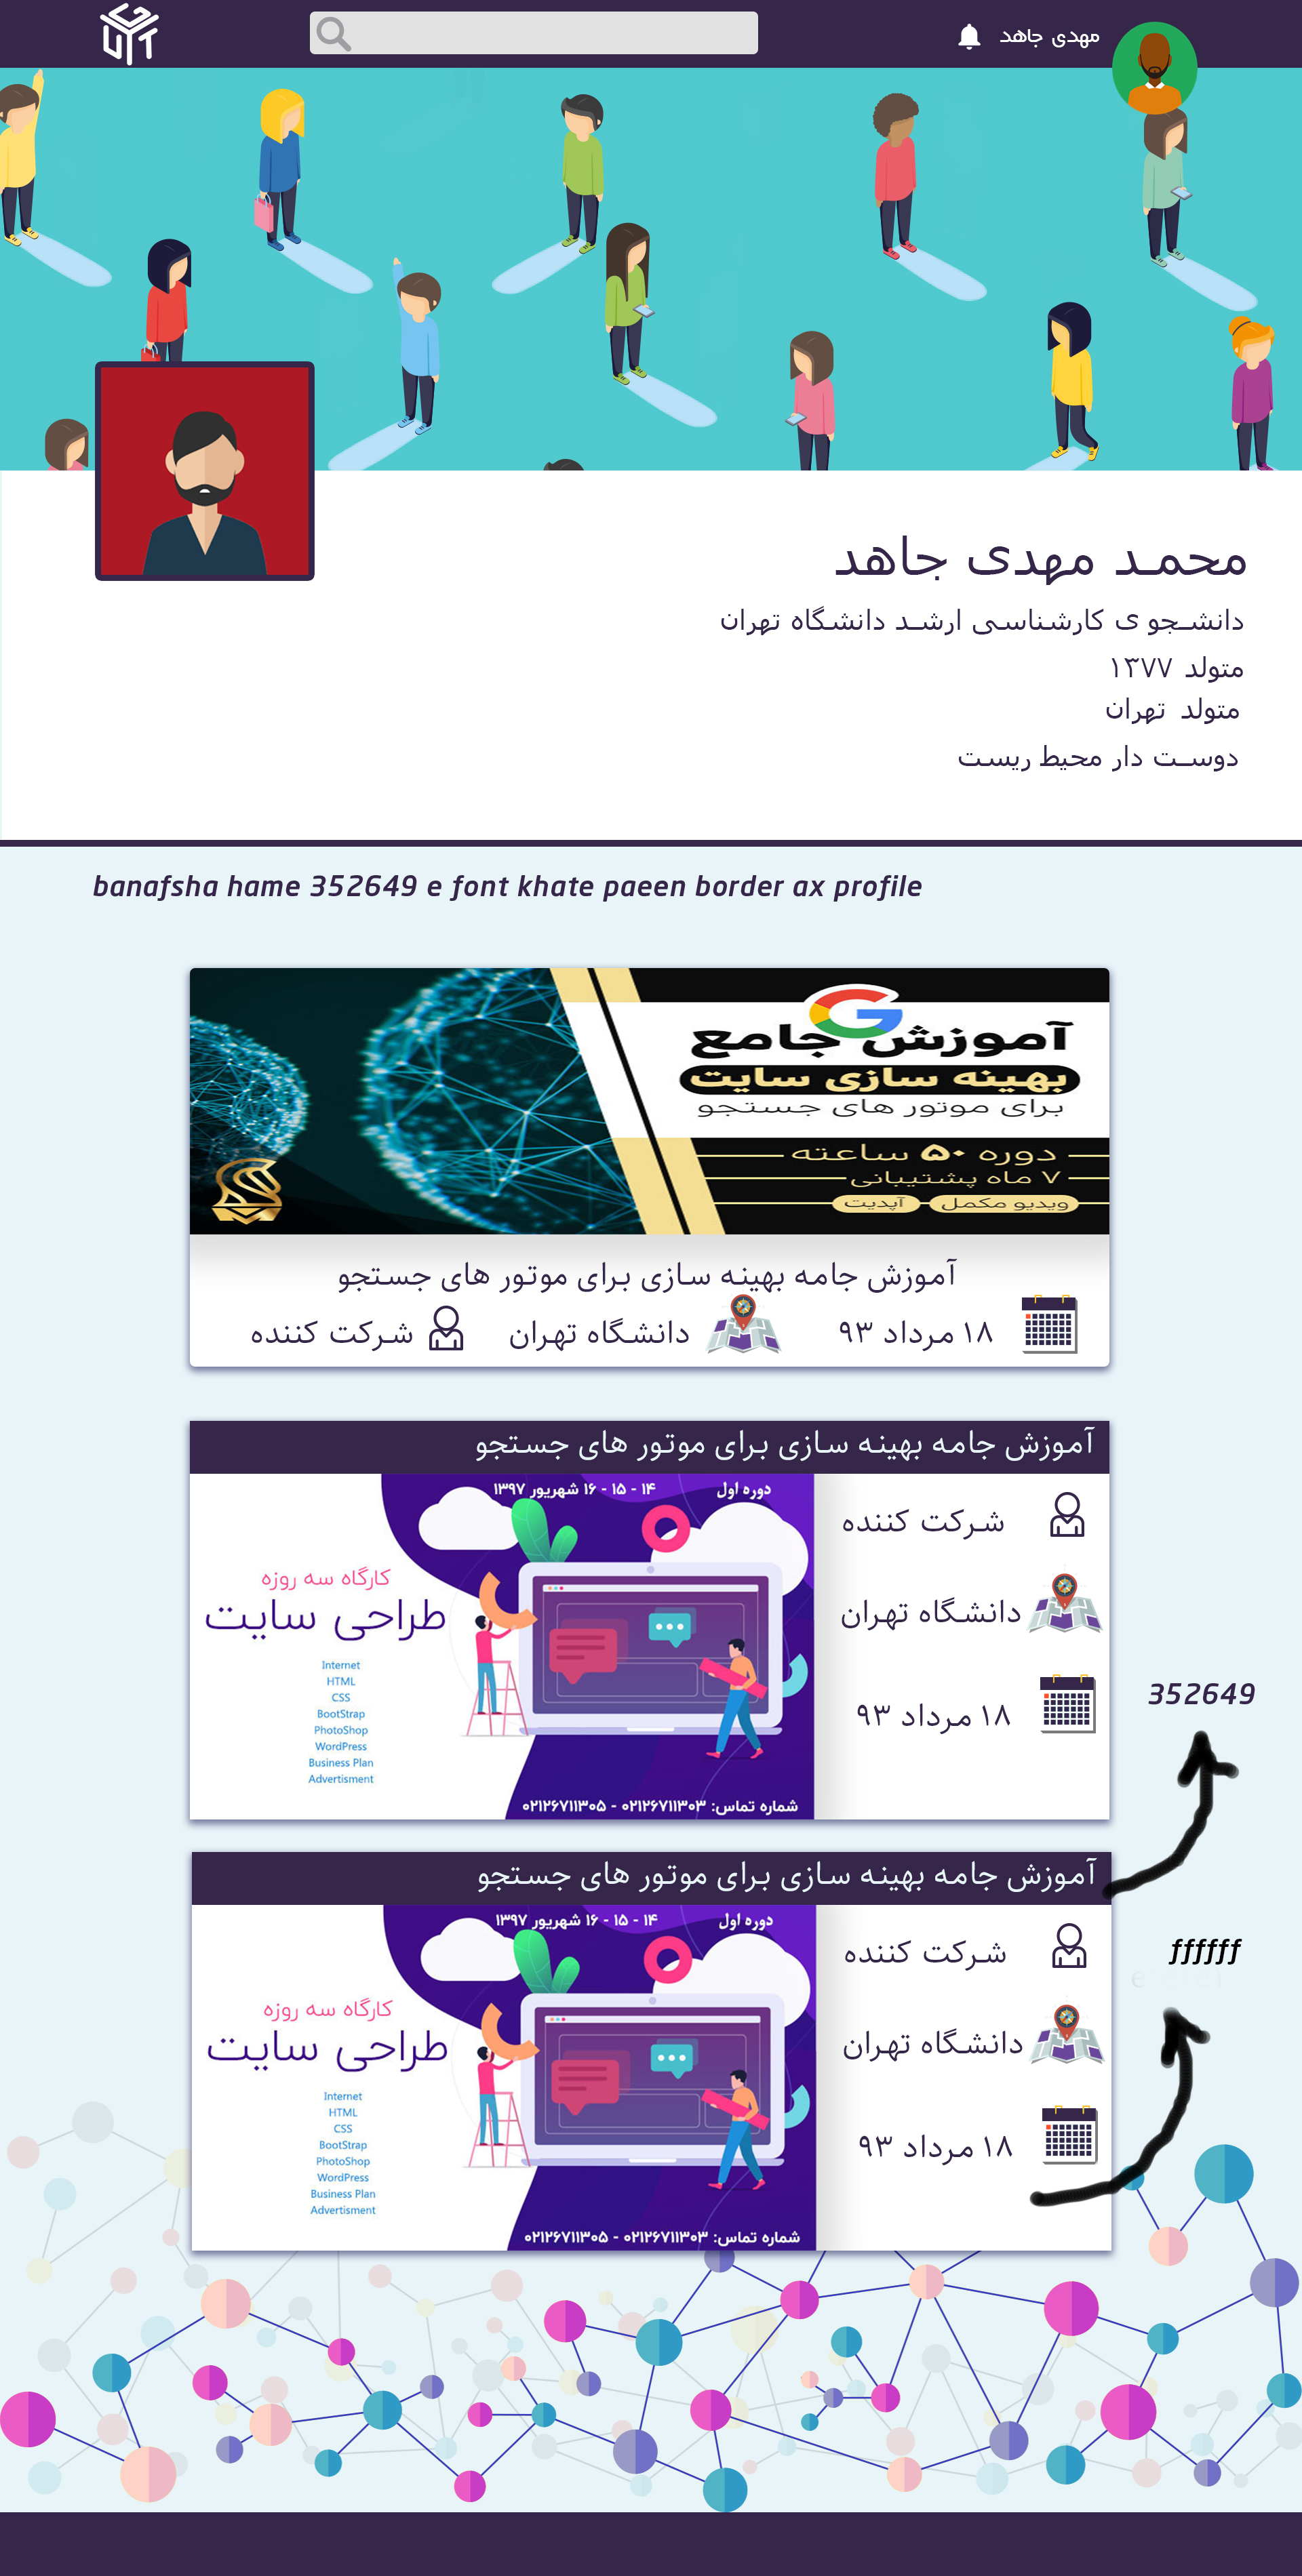 مهدی جاهد
محمد مهدی جاهد
دانشجو ی کارشناسی ارشد دانشگاه تهران
متولد ۱۳۷۷
متولد تهران
دوست دار محیط ریست
banafsha hame 352649 e font khate paeen border ax profile
آموزش جامع
بهینه سازی سایت
برای موتور های جستجو
دوره ۵۰ ساعته
۷ ماه پشتیبانی
ویدیو مکمل آپدیت
آموزش جامه بهینه سازی برای موتور های جستجو
۱۸ مرداد ۹۳
دانشگاه تهران
شرکت کننده
آموزش جامه بهینه سازی برای موتور های جستجو
دوره اول ۱۴ - ۱۵ - ۱۶ شهریور ۱۳۹۷
کارگاه سه روزه
طراحی سایت
Internet
HTML
CSS
BootStrap
PhotoShop
WordPress
Business Plan
Advertisment
شماره تماس: ۰۲۱۲۶۷۱۱۳۰۳ - ۰۲۱۲۶۷۱۱۳۰۵
شرکت کننده
دانشگاه تهران
۱۸ مرداد ۹۳
352649
آموزش جامه بهینه سازی برای موتور های جستجو
دوره اول ۱۴ - ۱۵ - ۱۶ شهریور ۱۳۹۷
کارگاه سه روزه
طراحی سایت
Internet
HTML
CSS
BootStrap
PhotoShop
WordPress
Business Plan
Advertisment
شماره تماس: ۰۲۱۲۶۷۱۱۳۰۳ - ۰۲۱۲۶۷۱۱۳۰۵
شرکت کننده
دانشگاه تهران
۱۸ مرداد ۹۳
ffffff